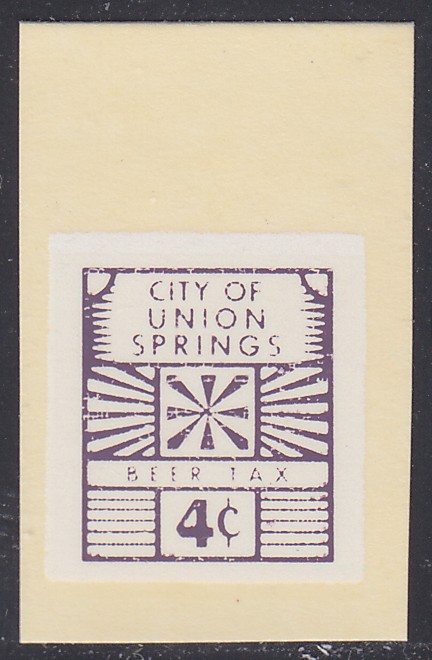 CITY OF
UNION
SPRINGS
BEER TAX
4¢